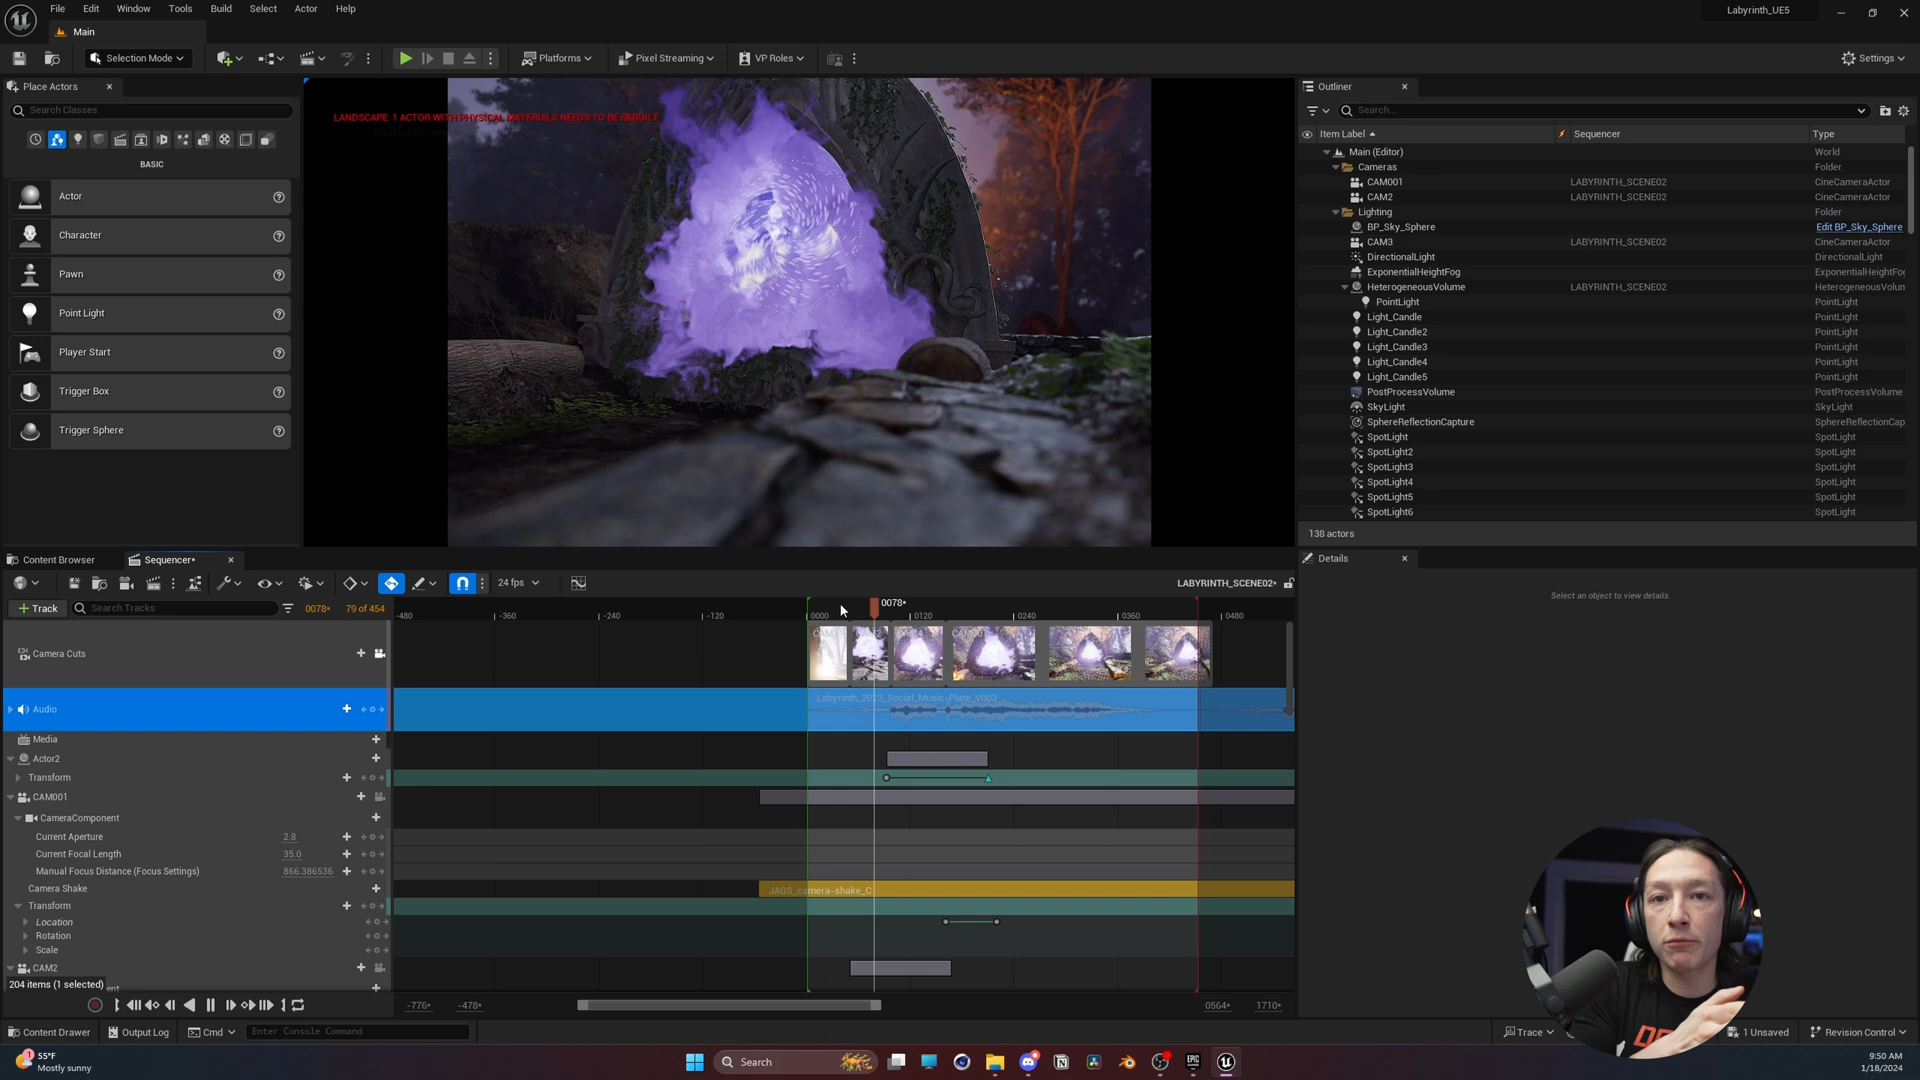 File Edit Window Tools Build Select Actor Help
Labyrinth_UE5
Main
Selection Mode
Platforms
Pixel Streaming
VP Roles
Settings
Place Actors
Search Classes
BASIC
Actor
Character
Pawn
Point Light
Player Start
Trigger Box
Trigger Sphere
LANDSCAPE: 1 ACTOR WITH PHYSICAL MATERIALS NEEDS TO BE REBUILT
Outliner
Search...
Item Label Sequencer Type
Main (Editor) World
Cameras Folder
CAM001 LABYRINTH_SCENE02 CineCameraActor
CAM2 LABYRINTH_SCENE02 CineCameraActor
Lighting Folder
BP_Sky_Sphere Edit BP_Sky_Sphere
CAM3 LABYRINTH_SCENE02 CineCameraActor
DirectionalLight DirectionalLight
ExponentialHeightFog ExponentialHeightFo
HeterogeneousVolume LABYRINTH_SCENE02 HeterogeneousVolum
PointLight PointLight
Light_Candle PointLight
Light_Candle2 PointLight
Light_Candle3 PointLight
Light_Candle4 PointLight
Light_Candle5 PointLight
PostProcessVolume PostProcessVolume
SkyLight SkyLight
SphereReflectionCapture SphereReflectionCap
SpotLight SpotLight
SpotLight2 SpotLight
SpotLight3 SpotLight
SpotLight4 SpotLight
SpotLight5 SpotLight
SpotLight6 SpotLight
138 actors
Details
Select an object to view details.
Content Browser
Sequencer*
24 fps
LABYRINTH_SCENE02*
Track
Search Tracks
0078*
79 of 454
-480 -360 -240 -120 0000 0120 0240 0360 0480
0078*
Camera Cuts
Audio
Labyrinth_2023_Social_Music-Plate_V003
Media
Actor2
Transform
CAM001
CameraComponent
Current Aperture 2.8
Current Focal Length 35.0
Manual Focus Distance (Focus Settings) 866.386536
Camera Shake
JAGS_camera-shake_C
Transform
Location
Rotation
Scale
CAM2
204 items (1 selected)
-776* -478* 0564* 1710*
Content Drawer
Output Log
Cmd
Enter Console Command
Trace
1 Unsaved
Revision Control
1
55°F
Mostly sunny
Search
9:50 AM
1/18/2024